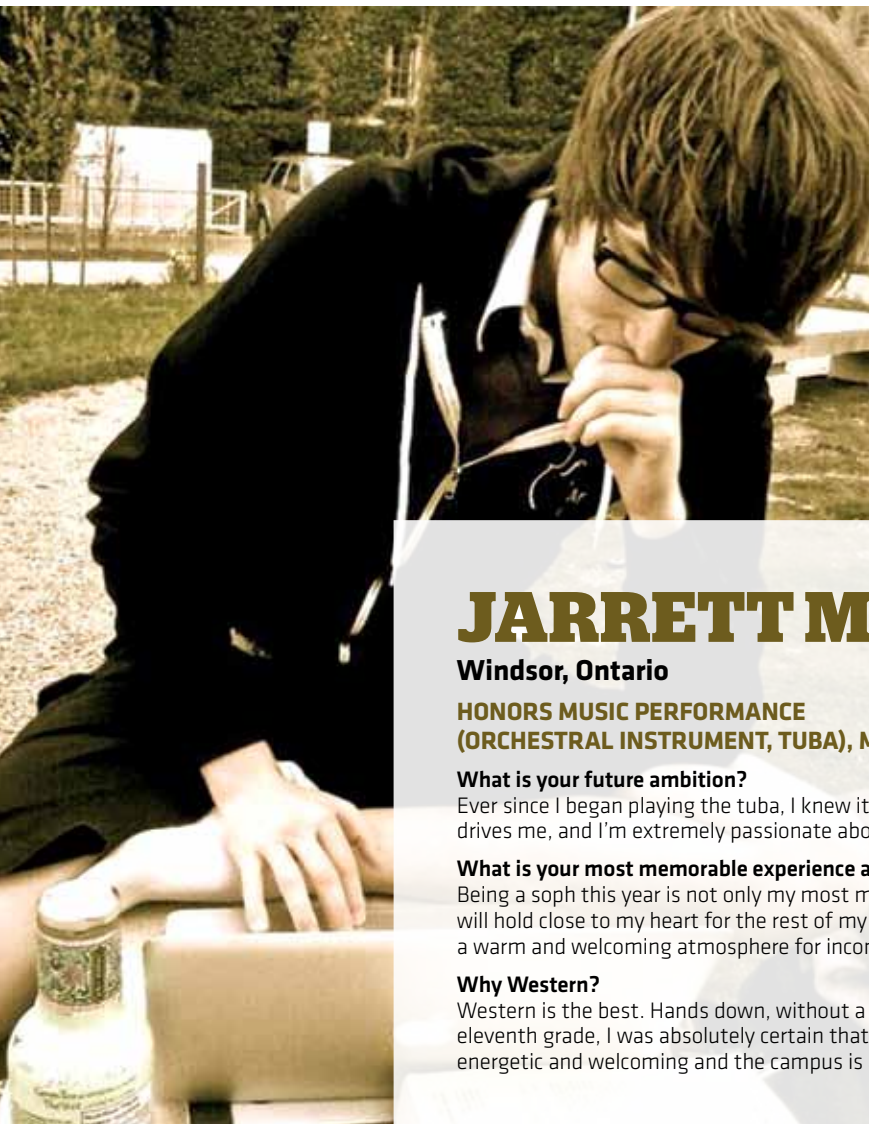 JARRETT M
Windsor, Ontario
HONORS MUSIC PERFORMANCE
(ORCHESTRAL INSTRUMENT, TUBA), M
What is your future ambition?
Ever since I began playing the tuba, I knew it
drives me, and I'm extremely passionate abo
What is your most memorable experience a
Being a soph this year is not only my most m
will hold close to my heart for the rest of my
a warm and welcoming atmosphere for incor
Why Western?
Western is the best. Hands down, without a
eleventh grade, I was absolutely certain that
energetic and welcoming and the campus is